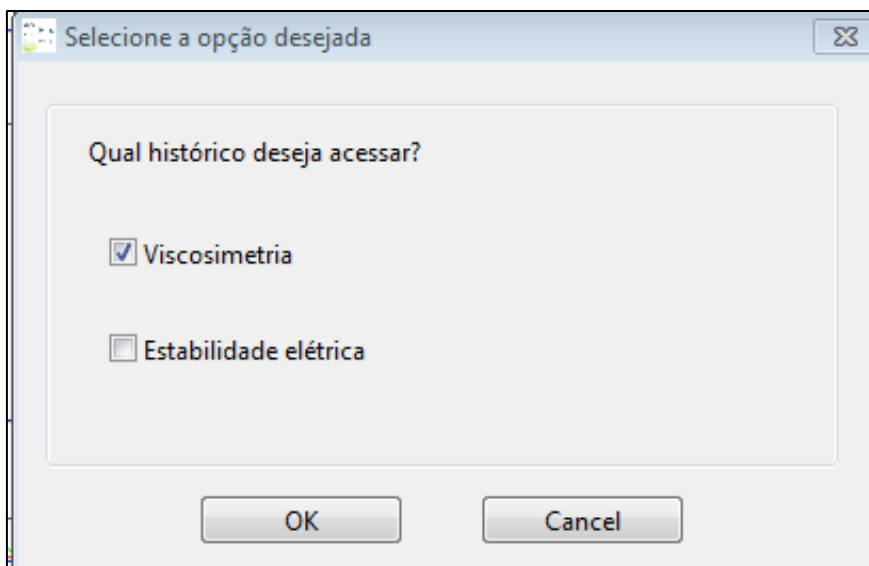 Selecione a opção desejada
Qual histórico deseja acessar?
Viscosimetria
Estabilidade elétrica
OK
Cancel